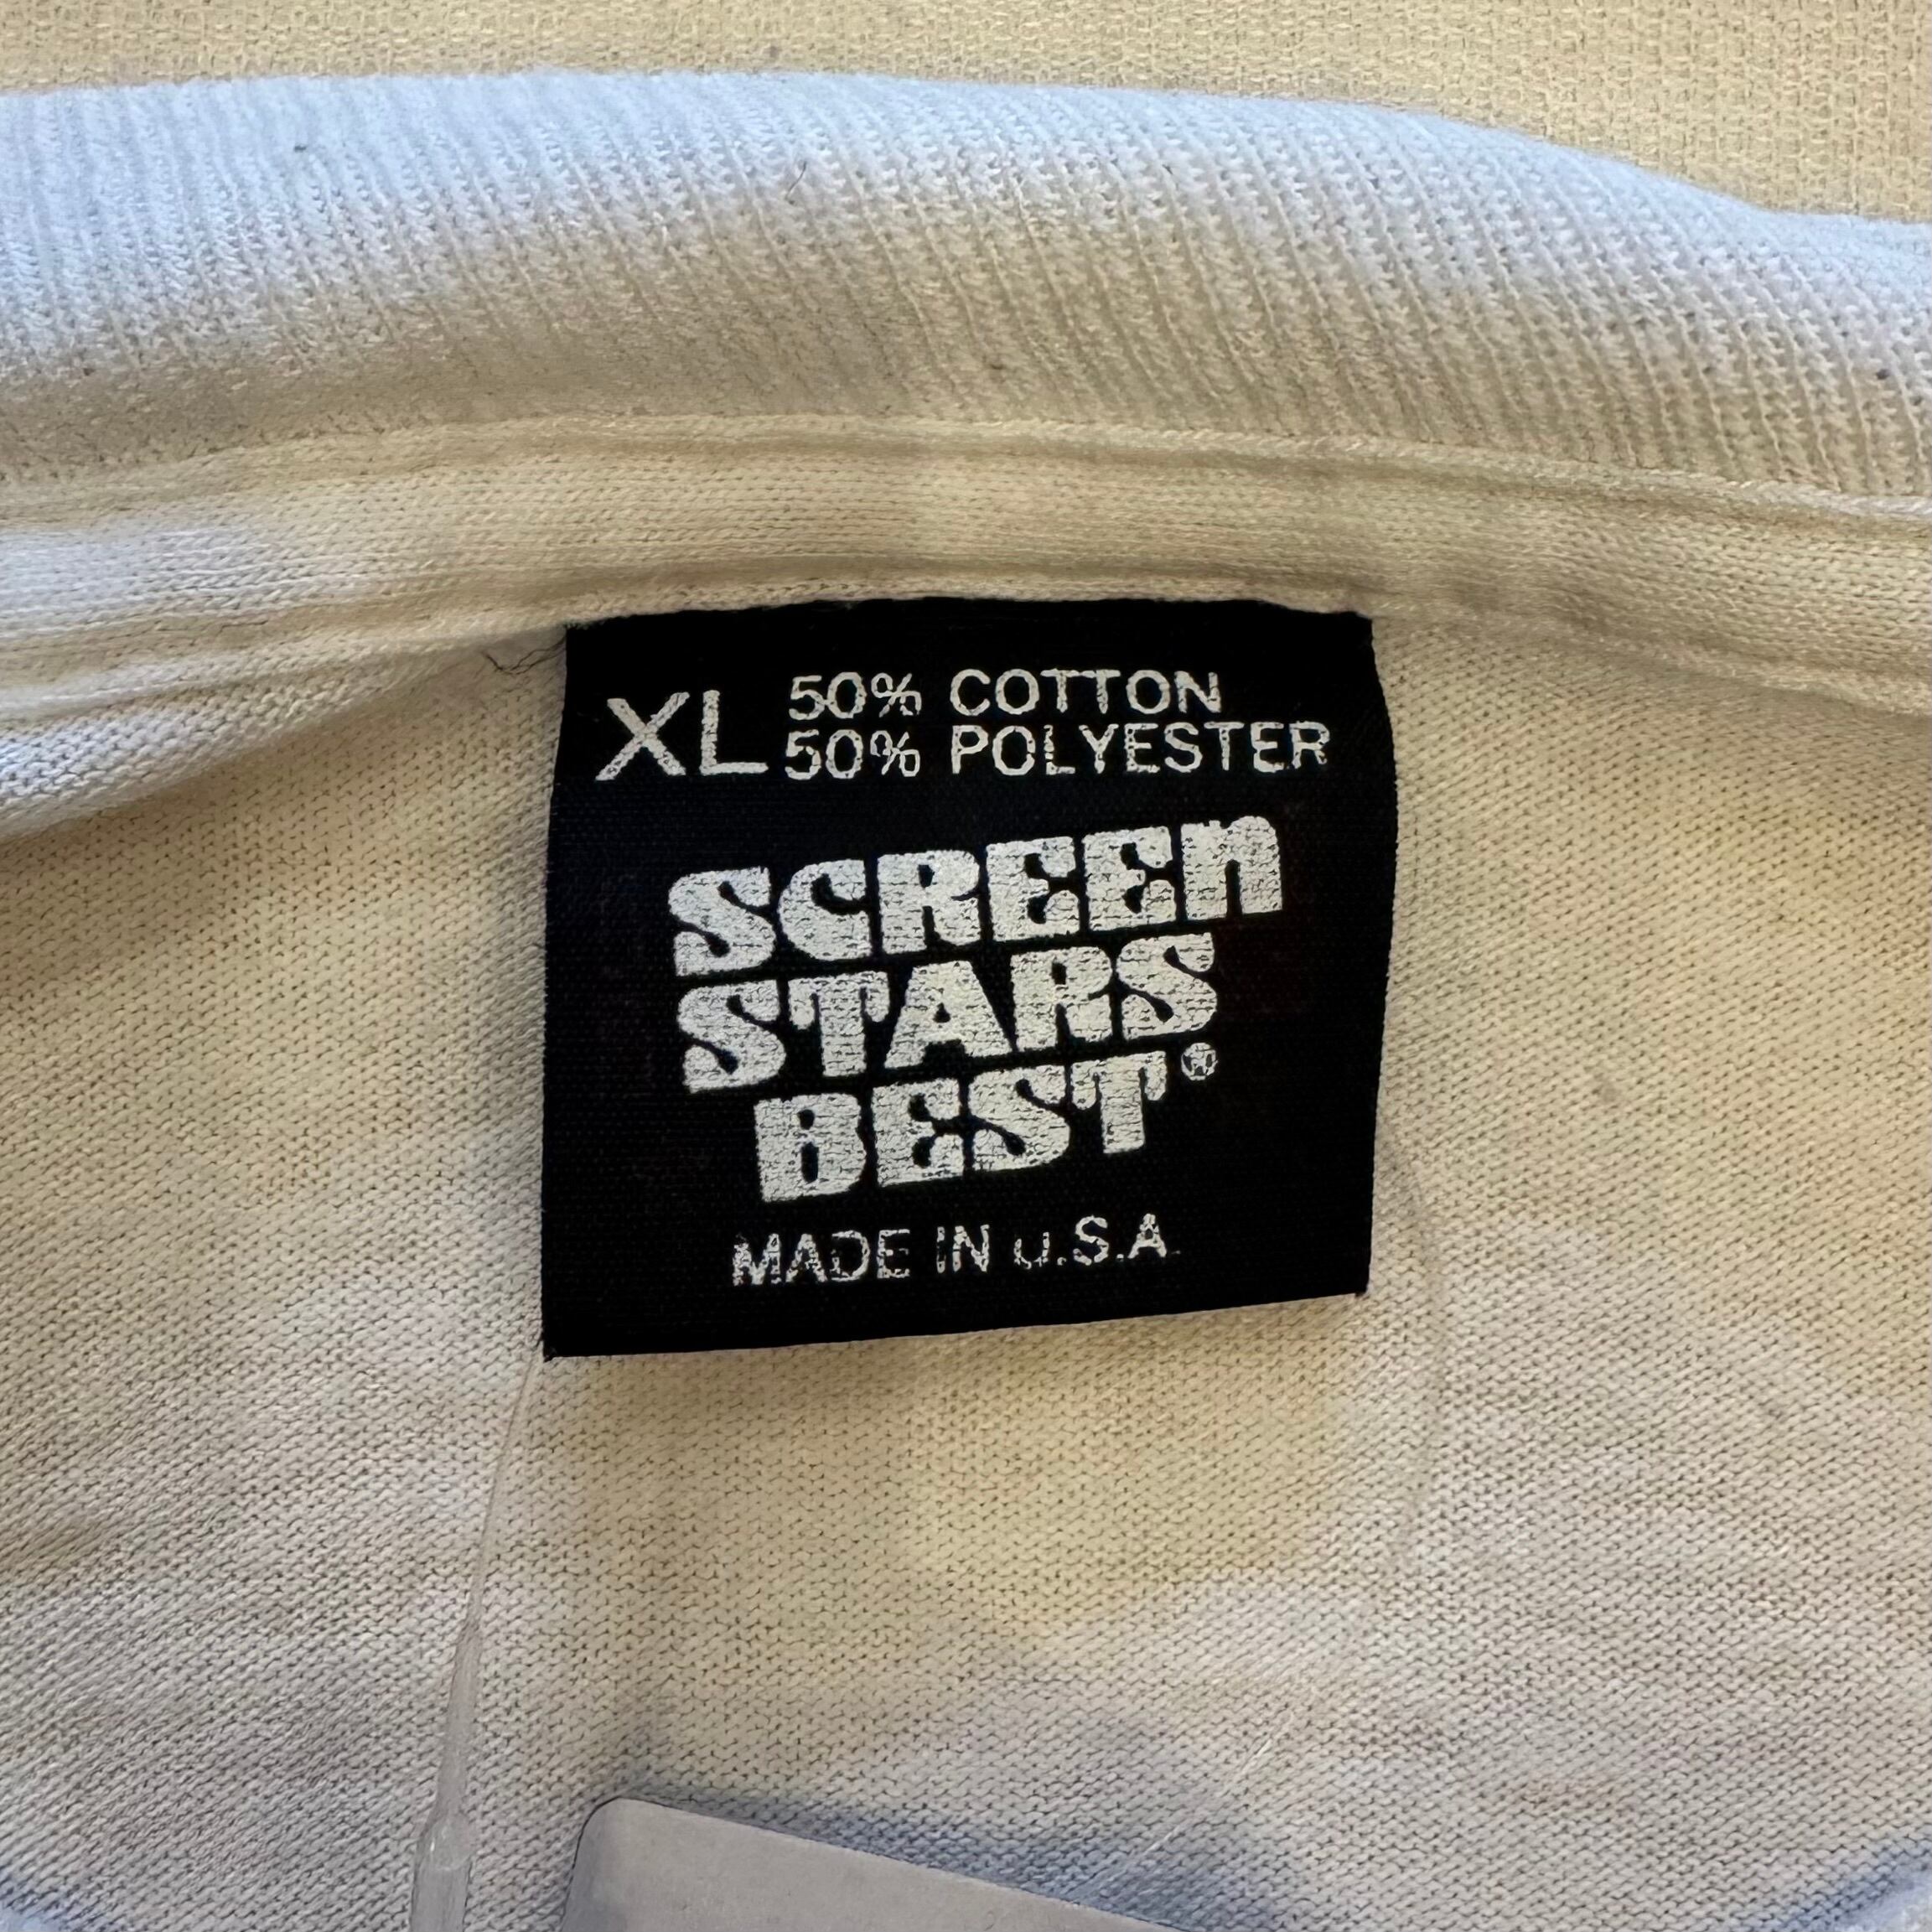 XL 50% COTTON
50% POLYESTER
SCREEN
STARS
BEST®
MADE IN U.S.A.